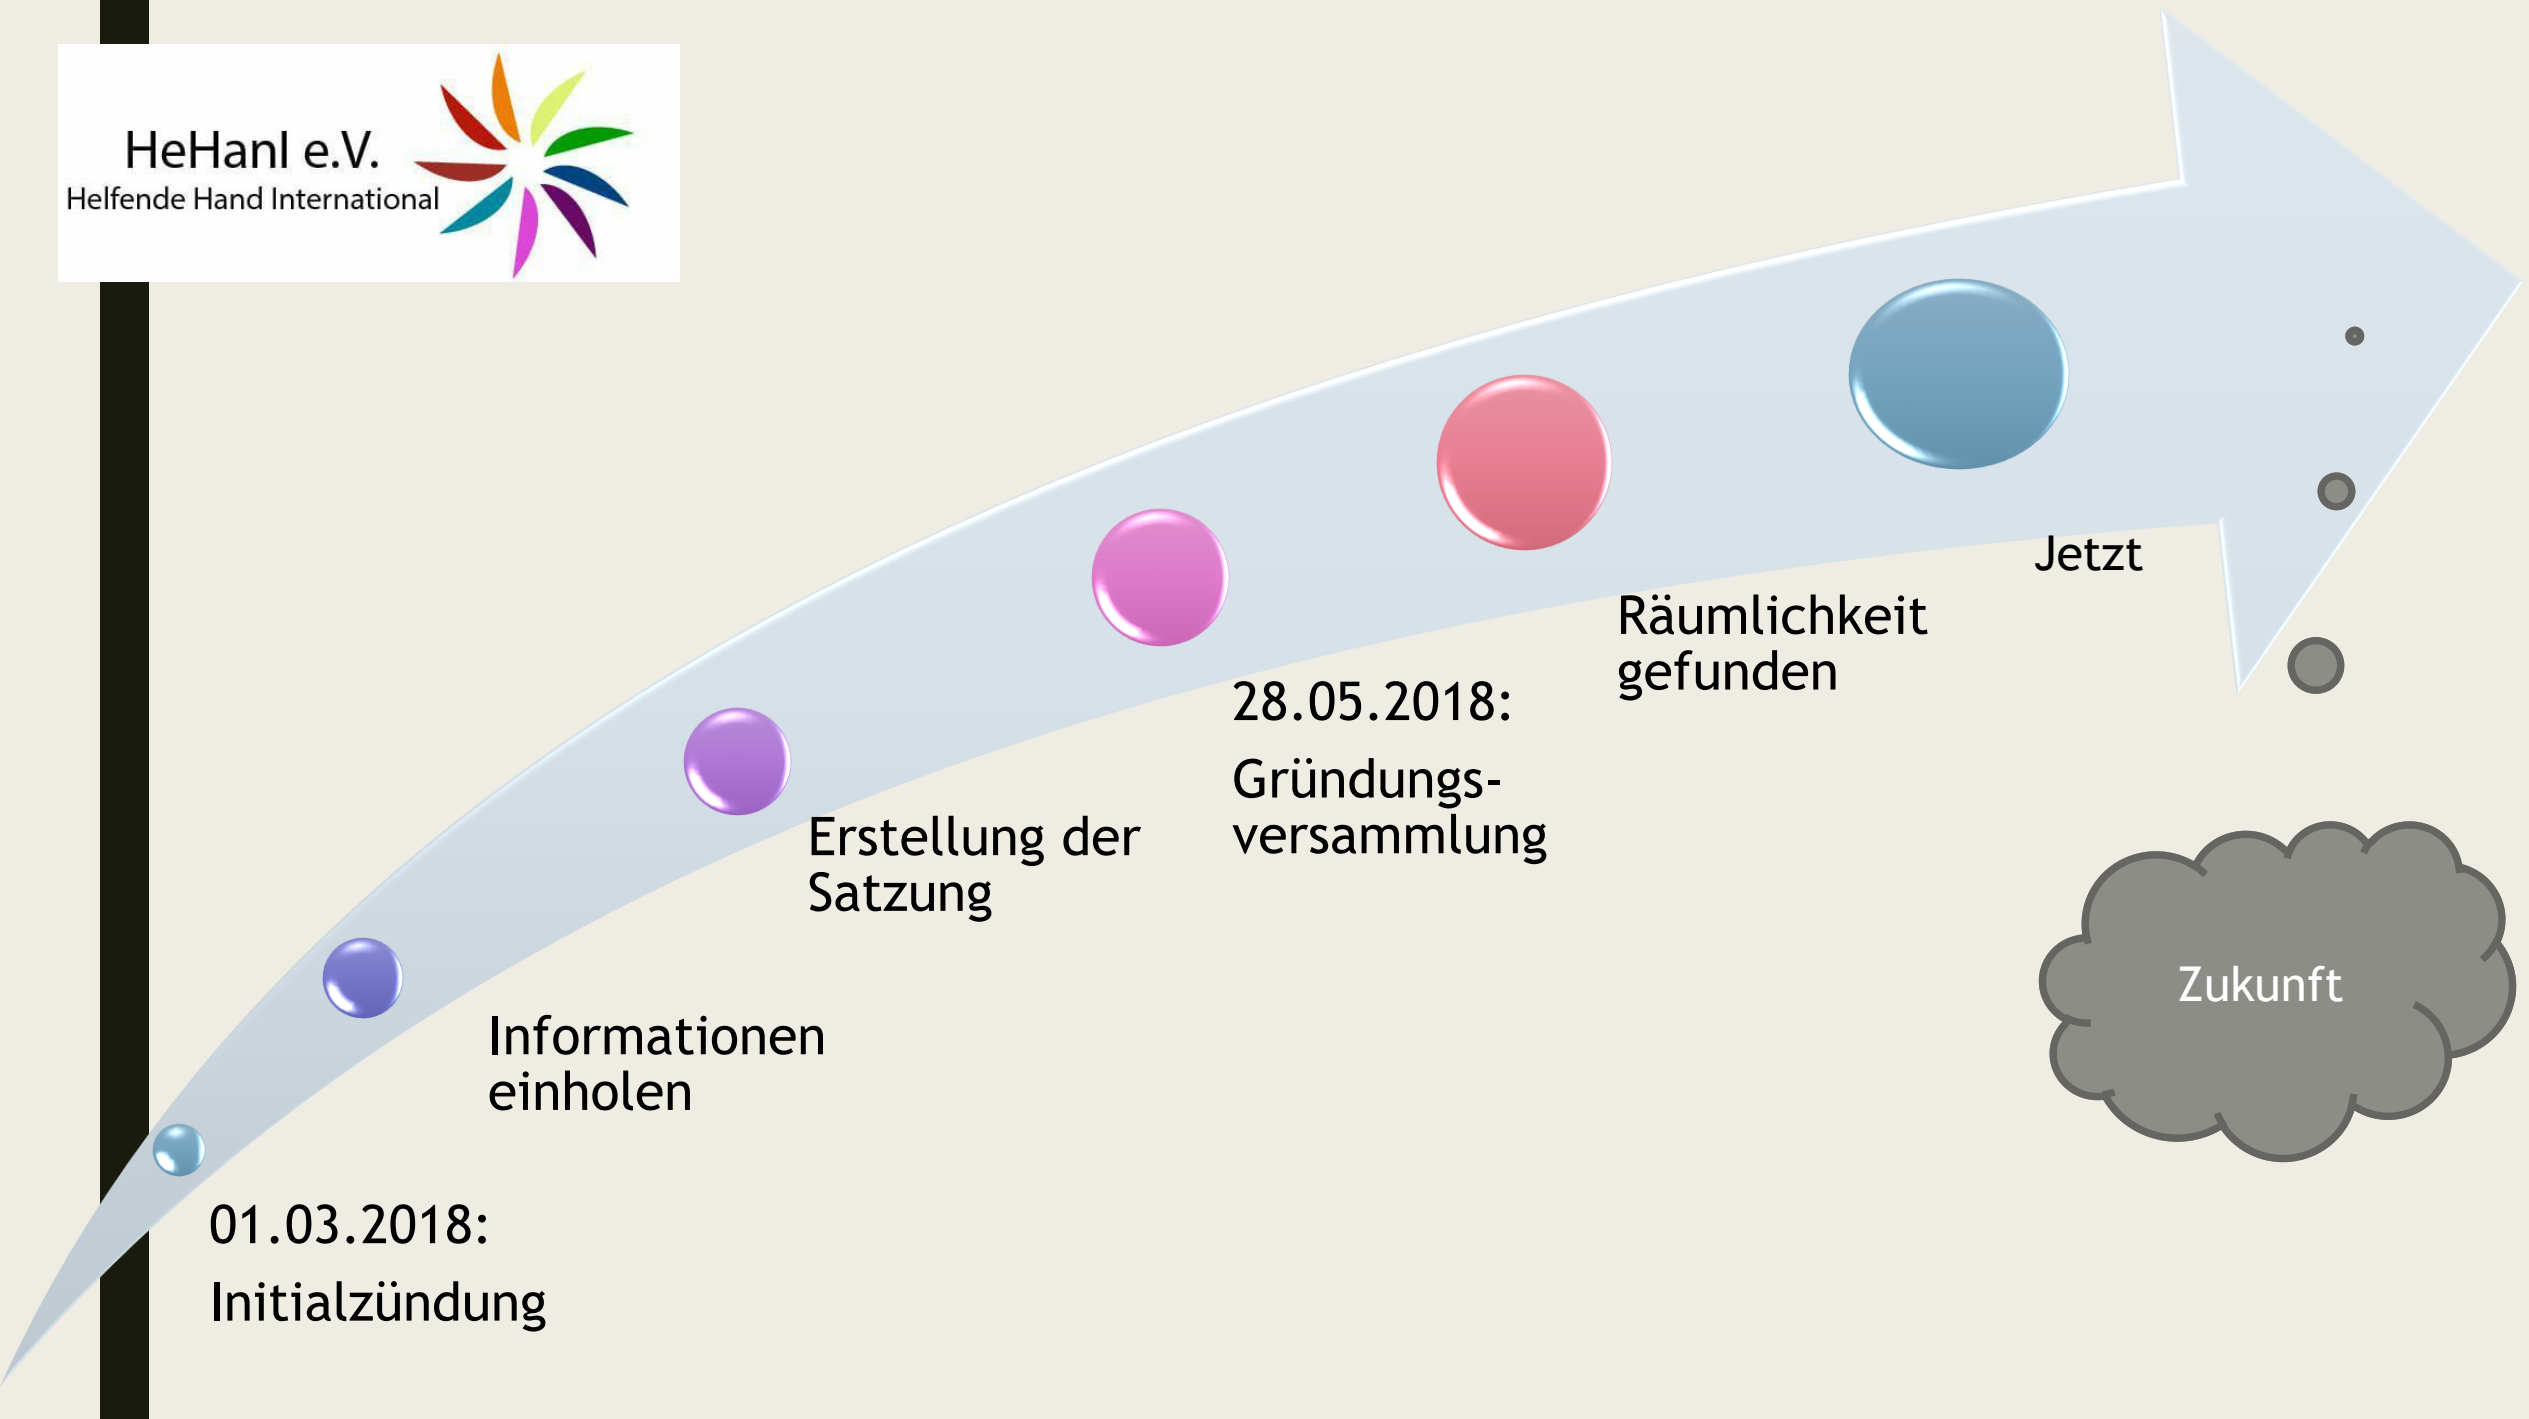 HeHanI e.V.
Helfende Hand International
Jetzt
Räumlichkeit
gefunden
28.05.2018:
Gründungs-
versammlung
Erstellung der
Satzung
Informationen
einholen
01.03.2018:
Initialzündung
Zukunft